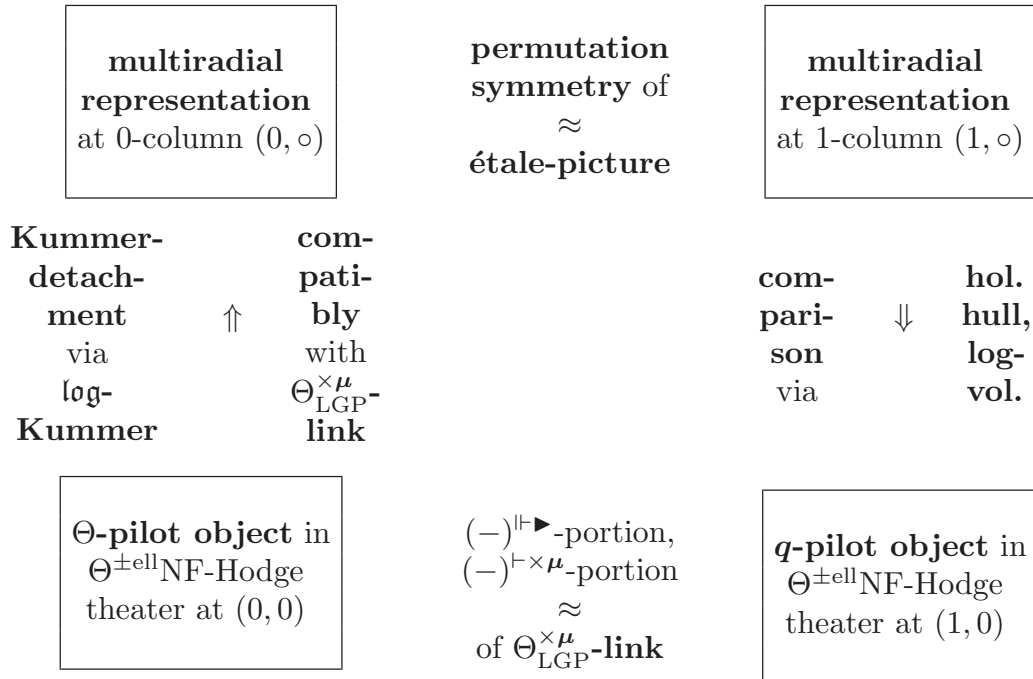 multiradial
representation
at 0-column (0, ∘)
permutation
symmetry of
≈
étale-picture
multiradial
representation
at 1-column (1, ∘)
Kummer-
detach-
ment
via
𝔩𝔬𝔤-
Kummer
⇑
com-
pati-
bly
with
Θ^{×μ}_{LGP}-
link
com-
pari-
son
via
⇓
hol.
hull,
log-
vol.
Θ-pilot object in
Θ^{±ell}NF-Hodge
theater at (0, 0)
(−)^{⊩▶}-portion,
(−)^{⊢×μ}-portion
≈
of Θ^{×μ}_{LGP}-link
q-pilot object in
Θ^{±ell}NF-Hodge
theater at (1, 0)